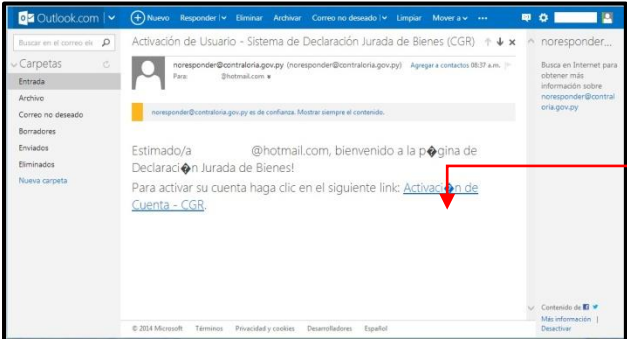 Outlook.com
Nuevo Responder Eliminar Archivar Correo no deseado Limpiar Mover a ...
Buscar en el correo ele
Carpetas
Entrada
Archivo
Correo no deseado
Borradores
Enviados
Eliminados
Nueva carpeta
Activación de Usuario - Sistema de Declaración Jurada de Bienes (CGR)
noresponder@contraloria.gov.py (noresponder@contraloria.gov.py) Agregar a contactos 08:37 a.m.
Para: @hotmail.com
noresponder@contraloria.gov.py es de confianza. Mostrar siempre el contenido.
Estimado/a @hotmail.com, bienvenido a la p�gina de
Declaraci�n Jurada de Bienes!
Para activar su cuenta haga clic en el siguiente link: Activaci�n de
Cuenta - CGR.
noresponder...
Busca en Internet para
obtener más
información sobre
noresponder@contral
oria.gov.py
Contenido de
Más información |
Desactivar
© 2014 Microsoft Términos Privacidad y cookies Desarrolladores Español